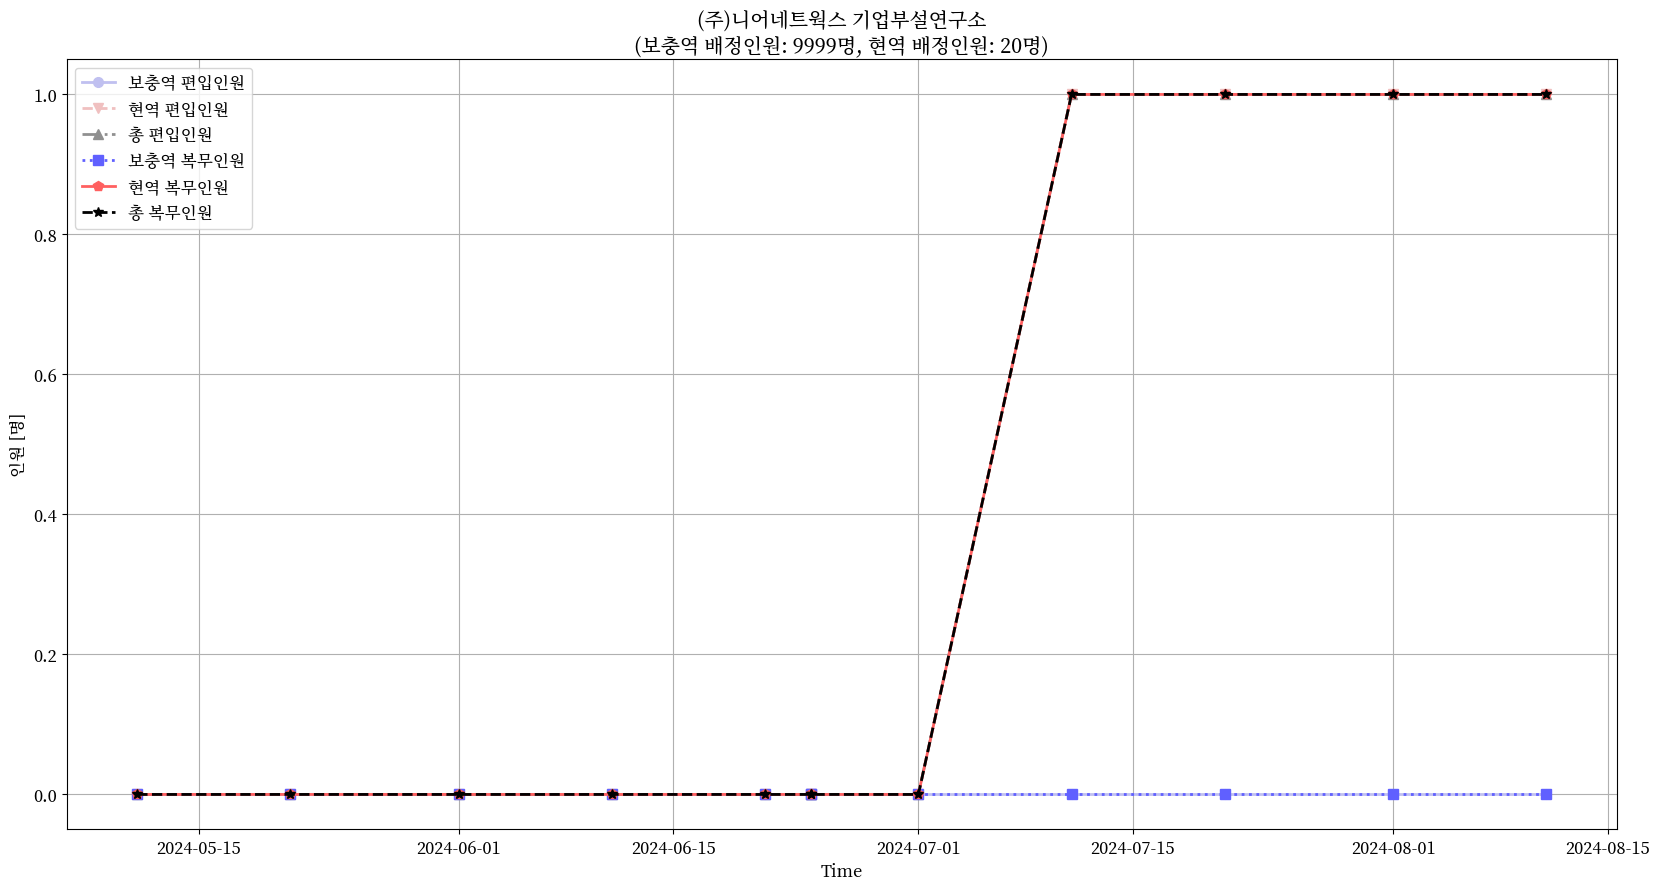 (주)니어네트웍스 기업부설연구소
(보충역 배정인원: 9999명, 현역 배정인원: 20명)
보충역 편입인원
현역 편입인원
총 편입인원
보충역 복무인원
현역 복무인원
총 복무인원
1.0
0.8
0.6
0.4
0.2
0.0
인원 [명]
2024-05-15
2024-06-01
2024-06-15
2024-07-01
2024-07-15
2024-08-01
2024-08-15
Time